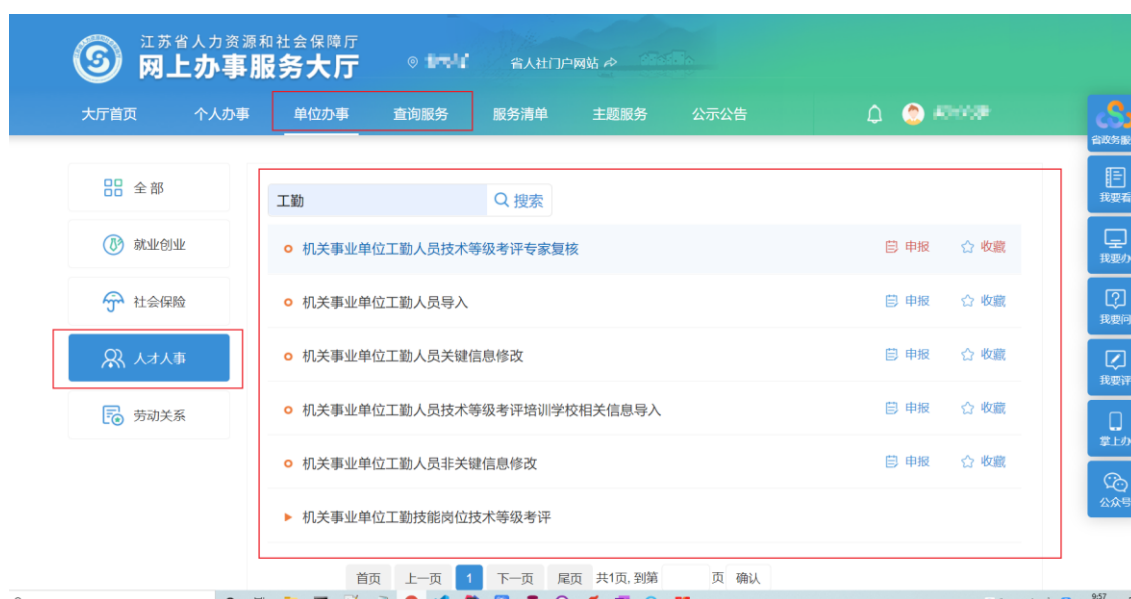 江苏省人力资源和社会保障厅
网上办事服务大厅
省人社门户网站
大厅首页 个人办事 单位办事 查询服务 服务清单 主题服务 公示公告
省政务服
我要看
我要办
我要问
我要评
掌上办
公众号
全部
就业创业
社会保险
人才人事
劳动关系
工勤 搜索
机关事业单位工勤人员技术等级考评专家复核 申报 收藏
机关事业单位工勤人员导入 申报 收藏
机关事业单位工勤人员关键信息修改 申报 收藏
机关事业单位工勤人员技术等级考评培训学校相关信息导入 申报 收藏
机关事业单位工勤人员非关键信息修改 申报 收藏
机关事业单位工勤技能岗位技术等级考评
首页 上一页 1 下一页 尾页 共1页, 到第 页 确认
9:57